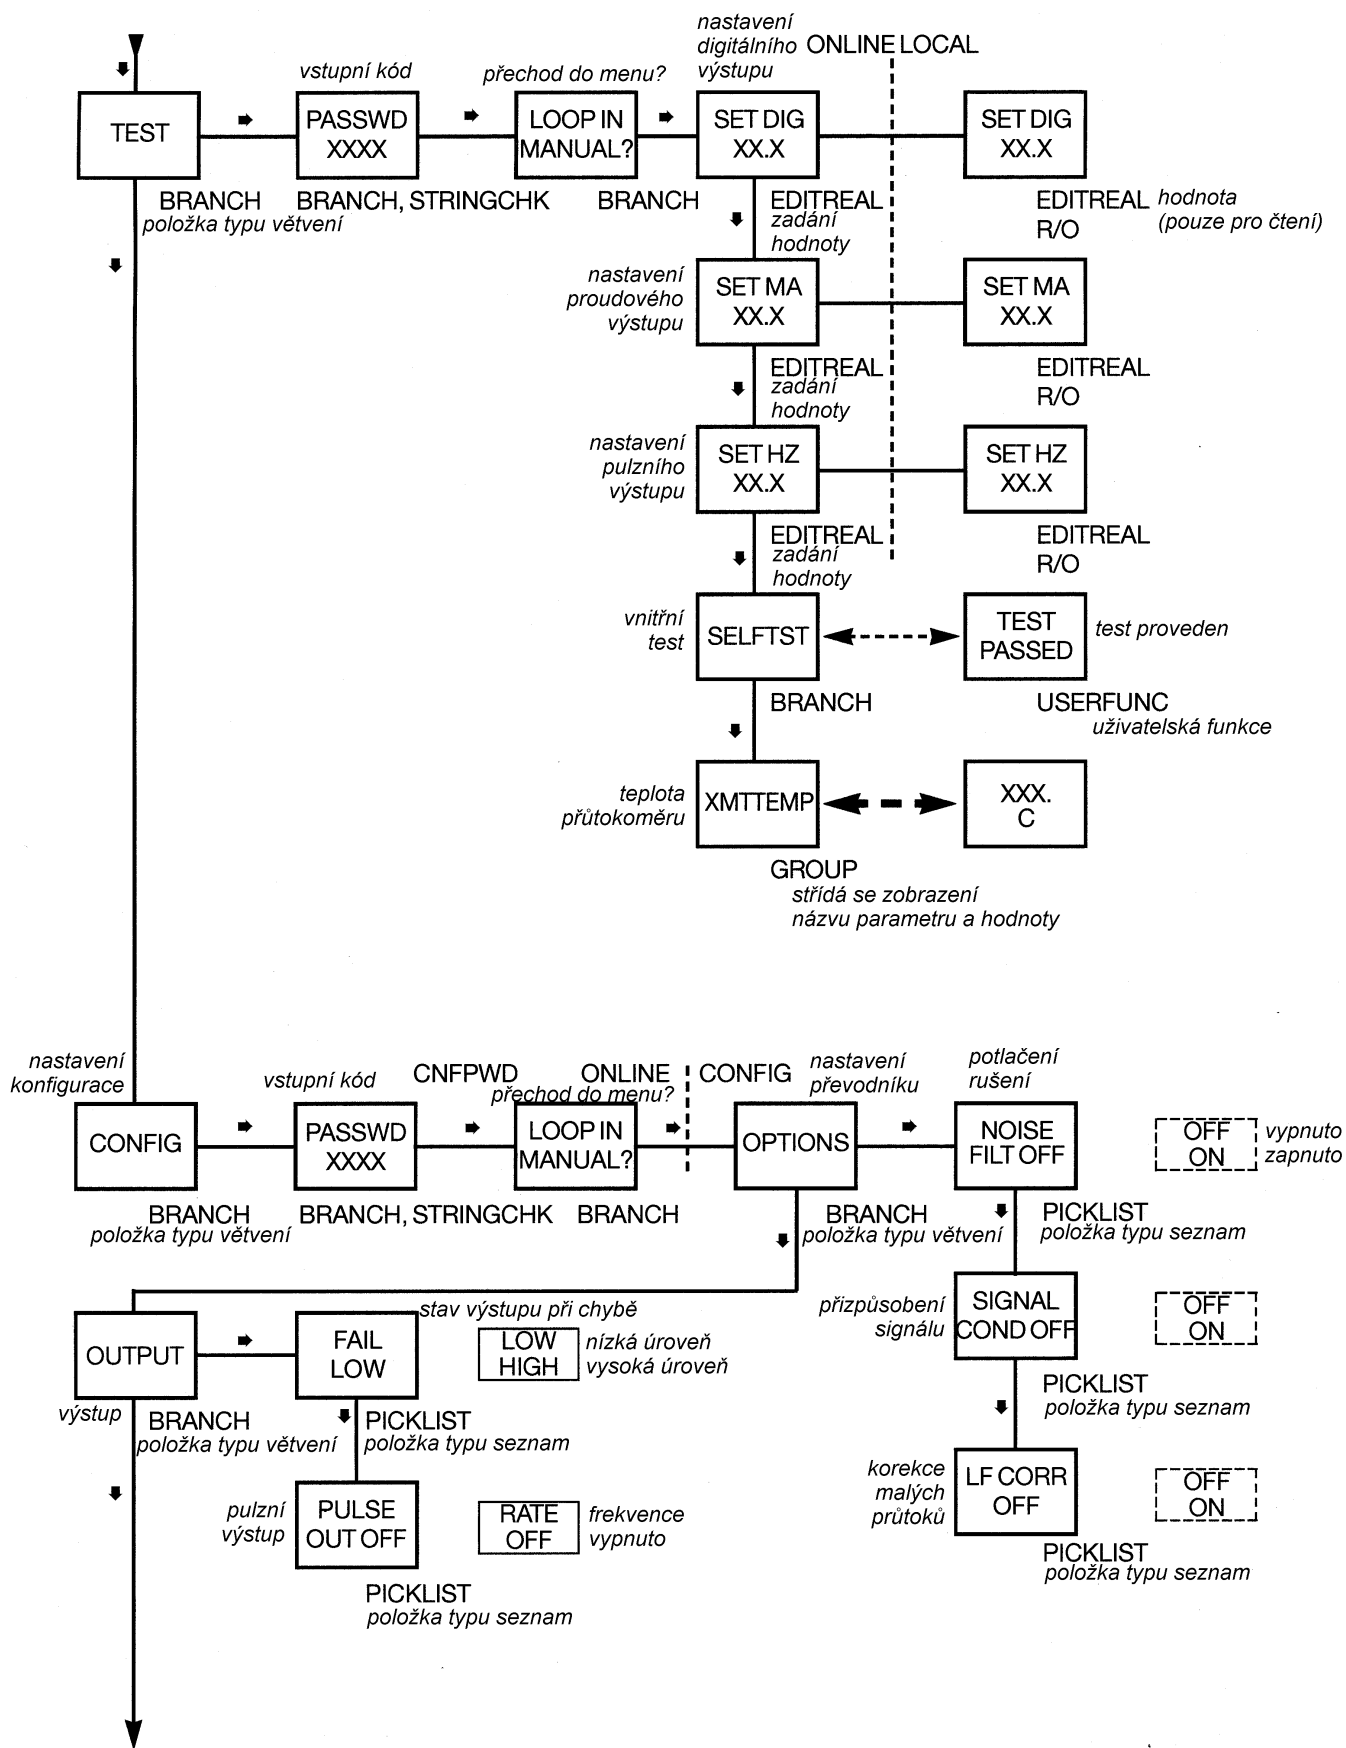 nastavení
digitálního
výstupu
ONLINE LOCAL
vstupní kód
přechod do menu?
TEST
PASSWD
XXXX
LOOP IN
MANUAL?
SET DIG
XX.X
SET DIG
XX.X
BRANCH
položka typu větvení
BRANCH, STRINGCHK
BRANCH
EDITREAL
zadání
hodnoty
EDITREAL
R/O
hodnota
(pouze pro čtení)
nastavení
proudového
výstupu
SET MA
XX.X
SET MA
XX.X
EDITREAL
zadání
hodnoty
EDITREAL
R/O
nastavení
pulzního
výstupu
SET HZ
XX.X
SET HZ
XX.X
EDITREAL
zadání
hodnoty
EDITREAL
R/O
vnitřní
test
SELFTST
TEST
PASSED
test proveden
BRANCH
USERFUNC
uživatelská funkce
teplota
přůtokoměru
XMTTEMP
XXX.
C
GROUP
střídá se zobrazení
názvu parametru a hodnoty
nastavení
konfigurace
vstupní kód
CNFPWD
ONLINE
přechod do menu?
CONFIG
nastavení
převodníku
potlačení
rušení
CONFIG
PASSWD
XXXX
LOOP IN
MANUAL?
OPTIONS
NOISE
FILT OFF
OFF
ON
vypnuto
zapnuto
BRANCH
položka typu větvení
BRANCH, STRINGCHK
BRANCH
BRANCH
položka typu větvení
PICKLIST
položka typu seznam
přizpůsobení
signálu
SIGNAL
COND OFF
OFF
ON
PICKLIST
položka typu seznam
stav výstupu při chybě
OUTPUT
FAIL
LOW
LOW
HIGH
nízká úroveň
vysoká úroveň
výstup
BRANCH
položka typu větvení
PICKLIST
položka typu seznam
korekce
malých
průtoků
LF CORR
OFF
OFF
ON
PICKLIST
položka typu seznam
pulzní
výstup
PULSE
OUT OFF
RATE
OFF
frekvence
vypnuto
PICKLIST
položka typu seznam